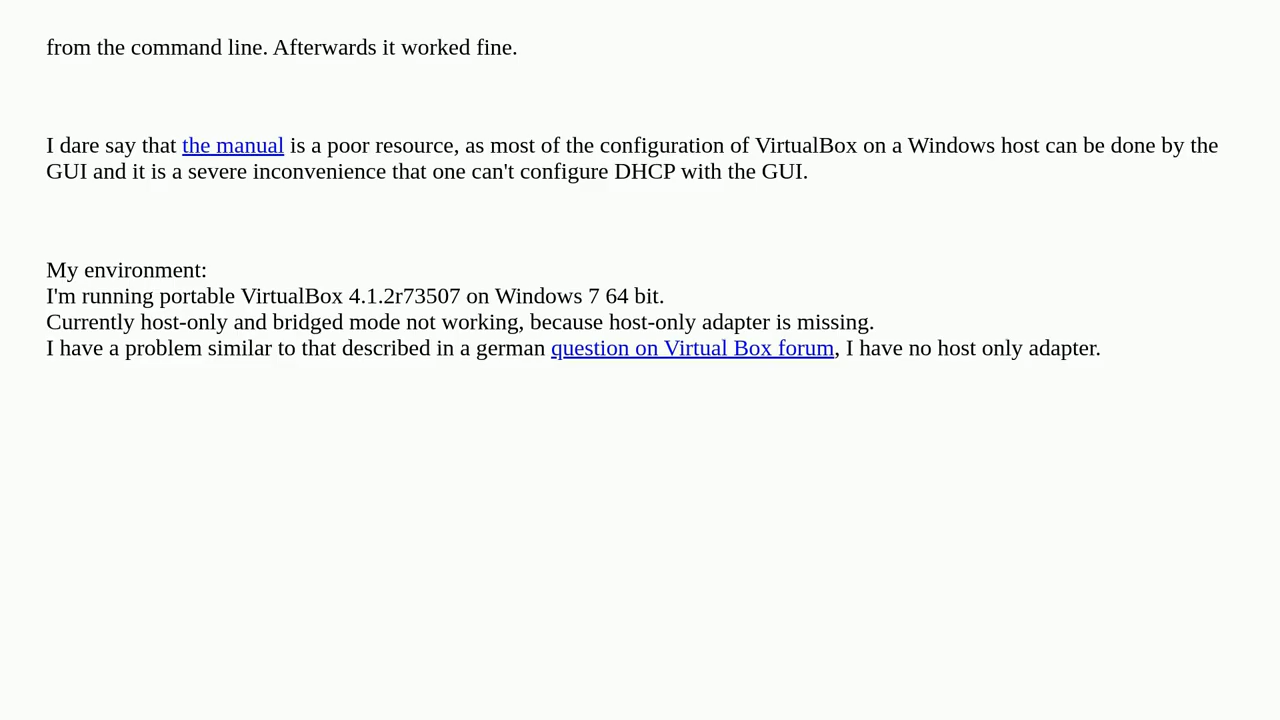 from the command line. Afterwards it worked fine.
I dare say that the manual is a poor resource, as most of the configuration of VirtualBox on a Windows host can be done by the
GUI and it is a severe inconvenience that one can't configure DHCP with the GUI.
My environment:
I'm running portable VirtualBox 4.1.2r73507 on Windows 7 64 bit.
Currently host-only and bridged mode not working, because host-only adapter is missing.
I have a problem similar to that described in a german question on Virtual Box forum, I have no host only adapter.